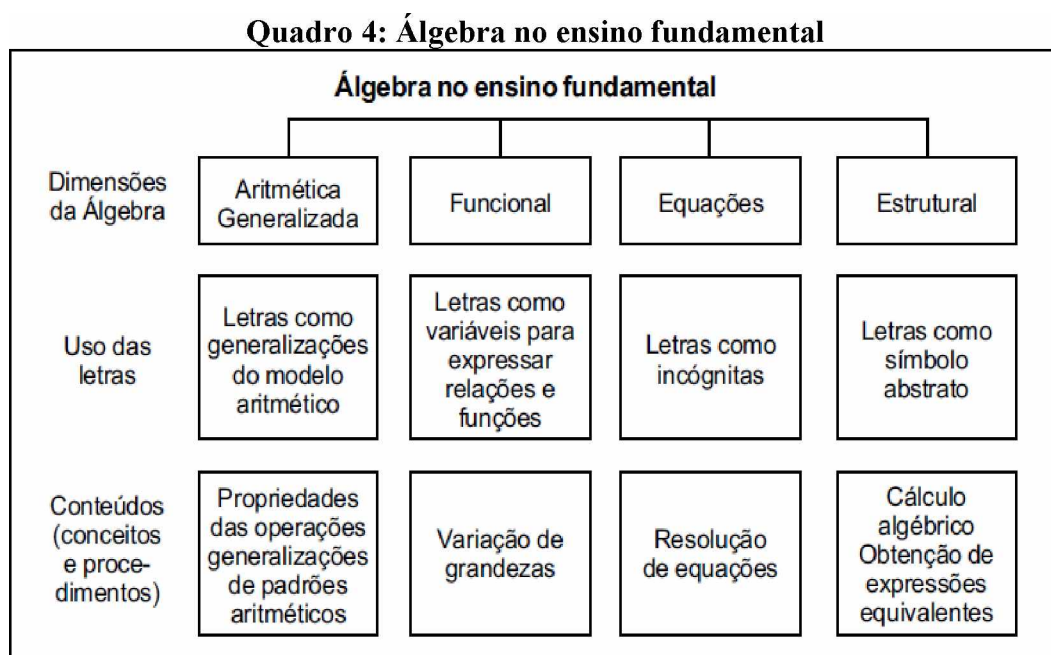 Quadro 4: Álgebra no ensino fundamental
Álgebra no ensino fundamental
Dimensões
da Álgebra
Aritmética
Generalizada
Funcional
Equações
Estrutural
Uso das
letras
Letras como
generalizações
do modelo
aritmético
Letras como
variáveis para
expressar
relações e
funções
Letras como
incógnitas
Letras como
símbolo
abstrato
Conteúdos
(conceitos
e proce-
dimentos)
Propriedades
das operações
generalizações
de padrões
aritméticos
Variação de
grandezas
Resolução
de equações
Cálculo
algébrico
Obtenção de
expressões
equivalentes